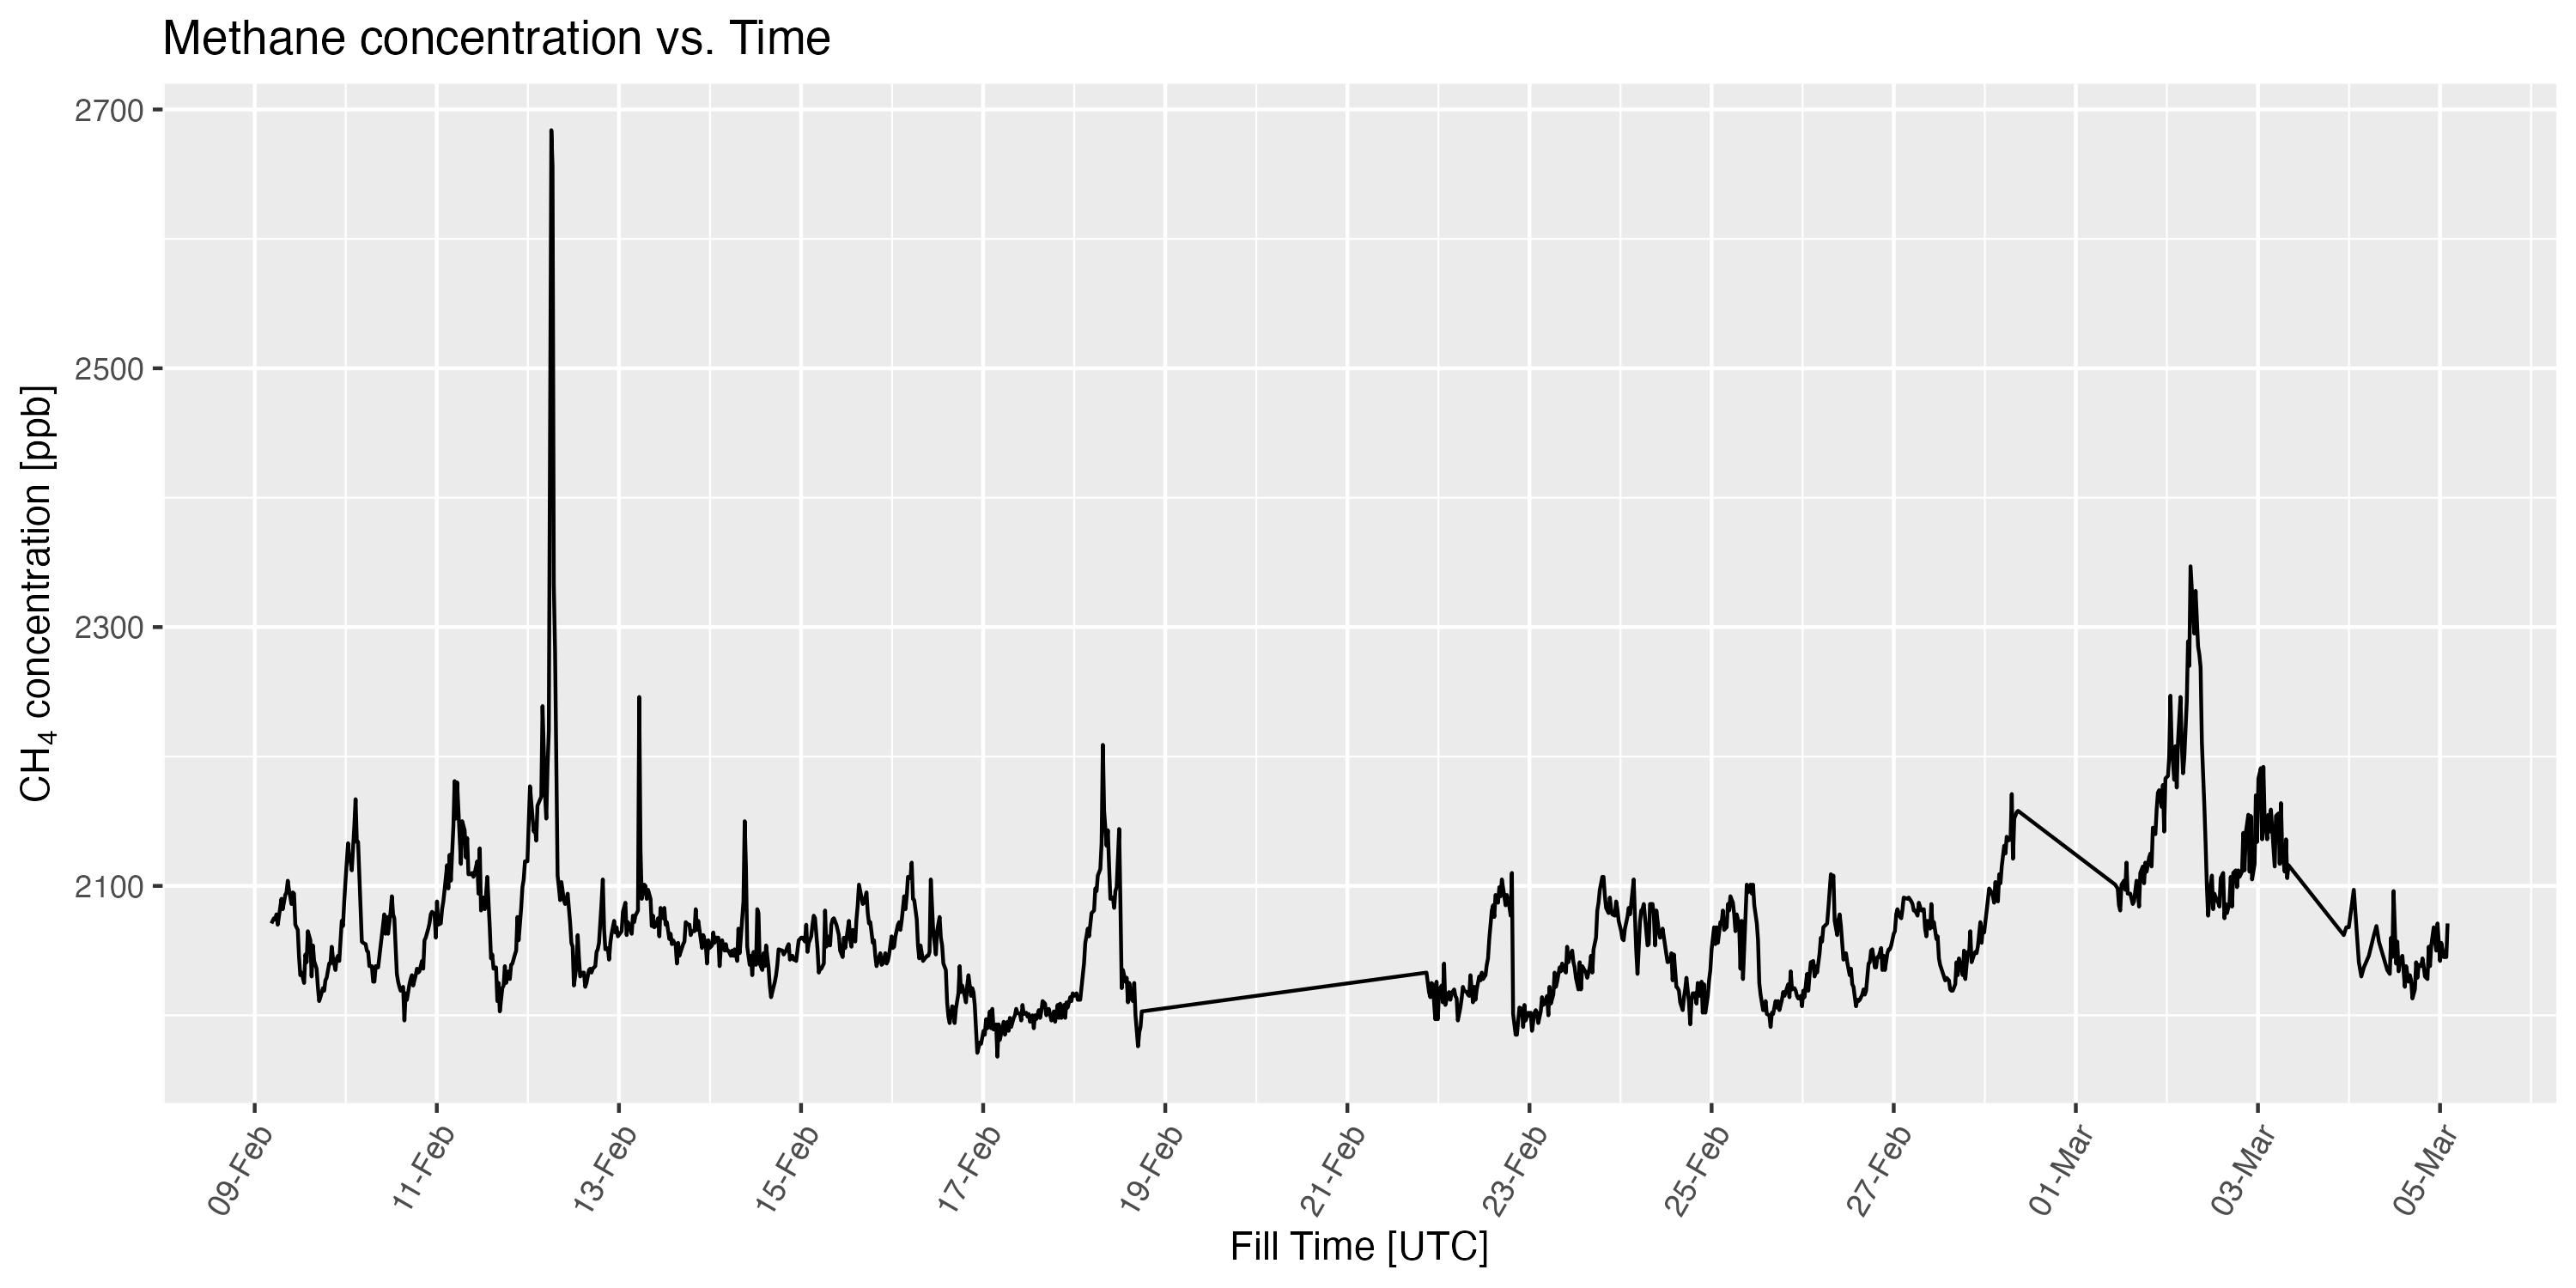 Methane concentration vs. Time
CH₄ concentration [ppb]
2700
2500
2300
2100
09-Feb
11-Feb
13-Feb
15-Feb
17-Feb
19-Feb
21-Feb
23-Feb
25-Feb
27-Feb
01-Mar
03-Mar
05-Mar
Fill Time [UTC]